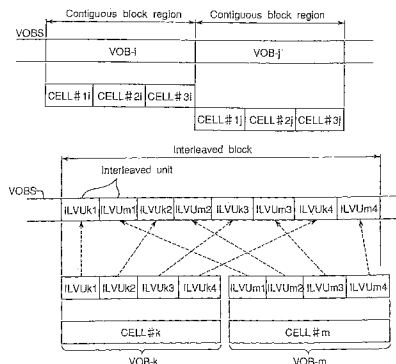 Contiguous block region Contiguous block region
VOBS
VOB-i VOB-j
CELL#1i CELL#2i CELL#3i
CELL#1j CELL#2j CELL#3j
Interleaved block
Interleaved unit
VOBS
iLVUk1 iLVUm1 iLVUk2 iLVUm2 iLVUk3 iLVUm3 iLVUk4 iLVUm4
iLVUk1 iLVUk2 iLVUk3 iLVUk4 iLVUm1 iLVUm2 iLVUm3 iLVUm4
CELL#k CELL#m
VOB-k VOB-m